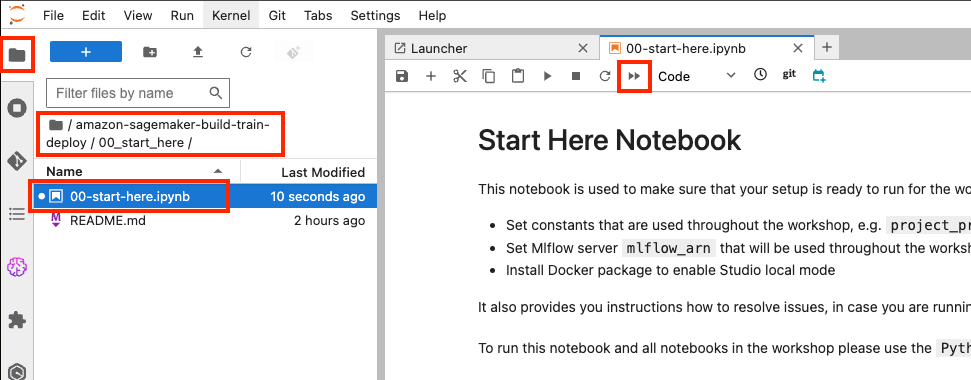 File Edit View Run Kernel Git Tabs Settings Help
Launcher
00-start-here.ipynb
Code
git
Filter files by name
/ amazon-sagemaker-build-train-
deploy / 00_start_here /
Name Last Modified
00-start-here.ipynb 10 seconds ago
README.md 2 hours ago
Start Here Notebook
This notebook is used to make sure that your setup is ready to run for the wo
• Set constants that are used throughout the workshop, e.g. project_pr
• Set Mlflow server mlflow_arn that will be used throughout the worksh
• Install Docker package to enable Studio local mode
It also provides you instructions how to resolve issues, in case you are runnin
To run this notebook and all notebooks in the workshop please use the Pyth